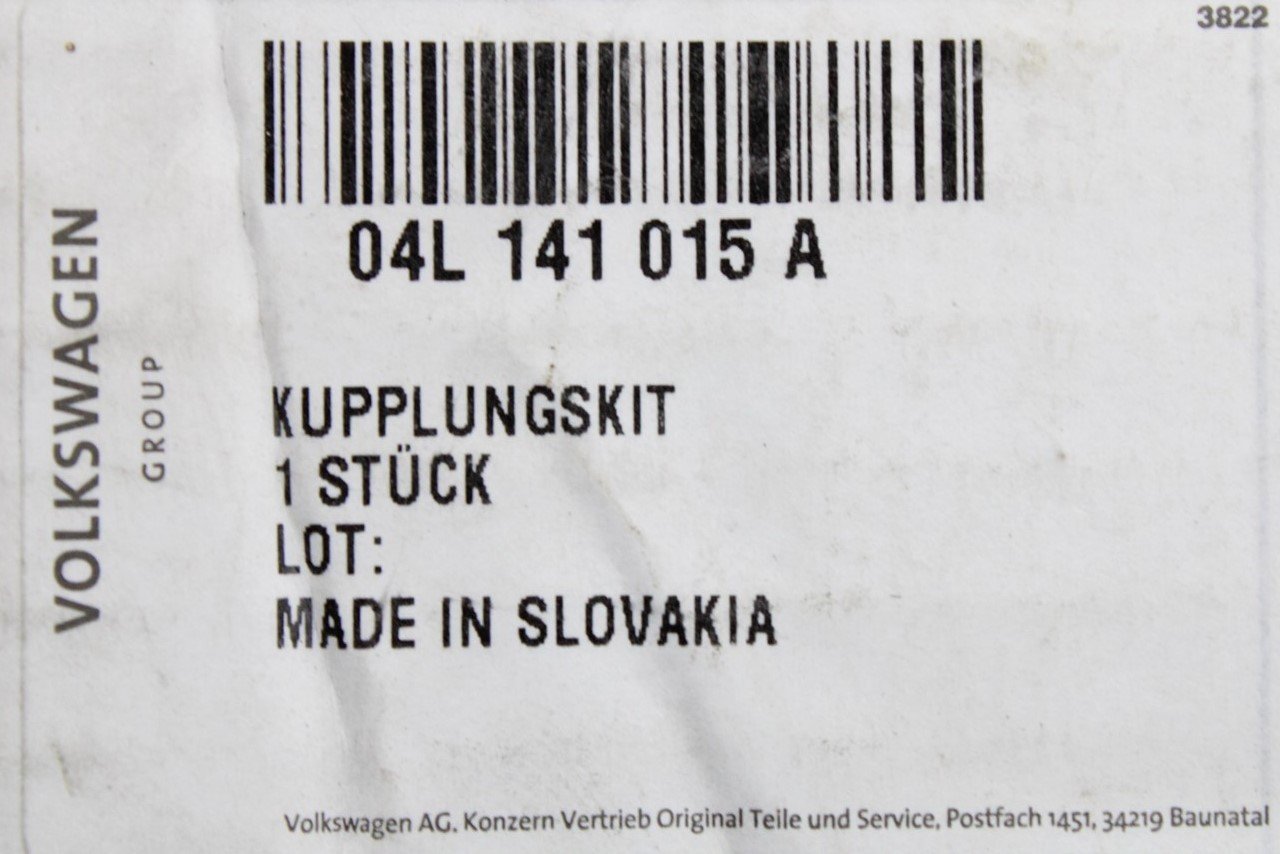 3822
04L 141 015 A
VOLKSWAGEN
GROUP
KUPPLUNGSKIT
1 STÜCK
LOT:
MADE IN SLOVAKIA
Volkswagen AG. Konzern Vertrieb Original Teile und Service, Postfach 1451, 34219 Baunatal